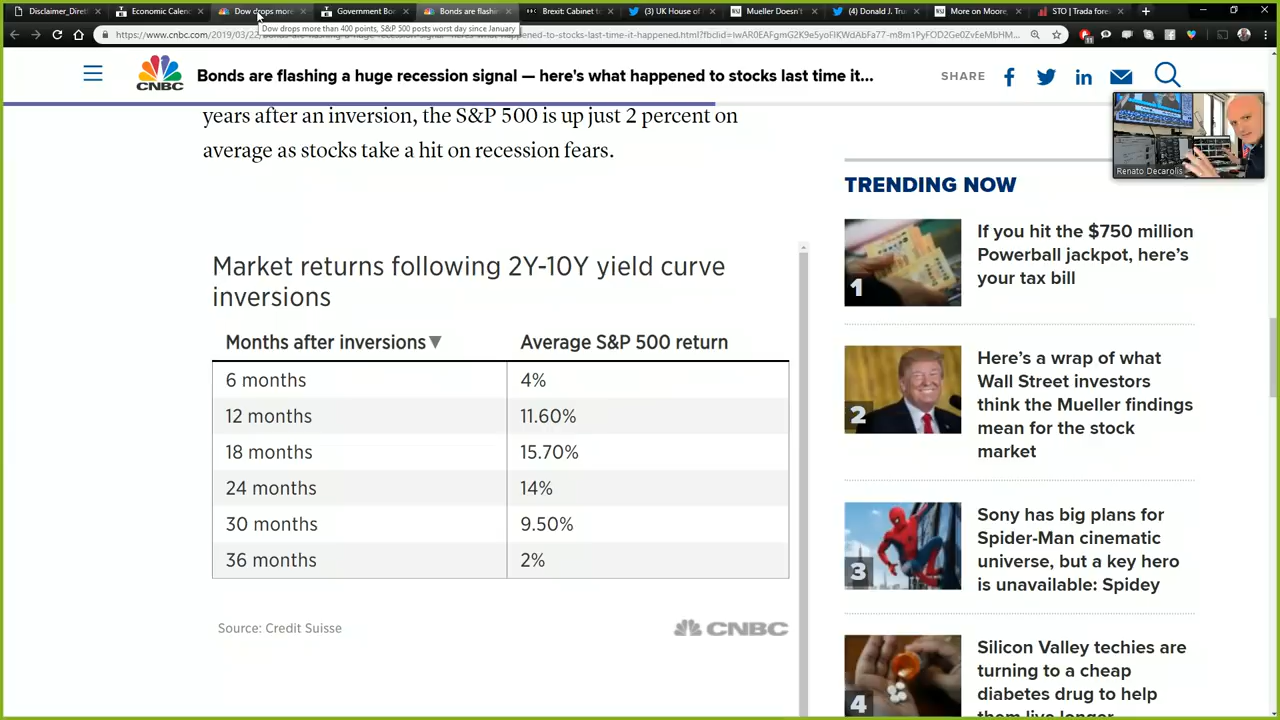 Disclaimer_Diret
Economic Calenc
Dow drops more
Government Bor
Bonds are flashin
Brexit: Cabinet t
(3) UK House of
Mueller Doesn't
(4) Donald J. Tru
More on Moore,
STO | Trada fore
Dow drops more than 400 points, S&P 500 posts worst day since January
CNBC
Bonds are flashing a huge recession signal — here's what happened to stocks last time it...
SHARE
Renato Decarolis
years after an inversion, the S&P 500 is up just 2 percent on
average as stocks take a hit on recession fears.
Market returns following 2Y-10Y yield curve
inversions
Months after inversions▼ Average S&P 500 return
6 months 4%
12 months 11.60%
18 months 15.70%
24 months 14%
30 months 9.50%
36 months 2%
Source: Credit Suisse
CNBC
TRENDING NOW
1
If you hit the $750 million
Powerball jackpot, here's
your tax bill
2
Here's a wrap of what
Wall Street investors
think the Mueller findings
mean for the stock
market
3
Sony has big plans for
Spider-Man cinematic
universe, but a key hero
is unavailable: Spidey
4
Silicon Valley techies are
turning to a cheap
diabetes drug to help
them live longer